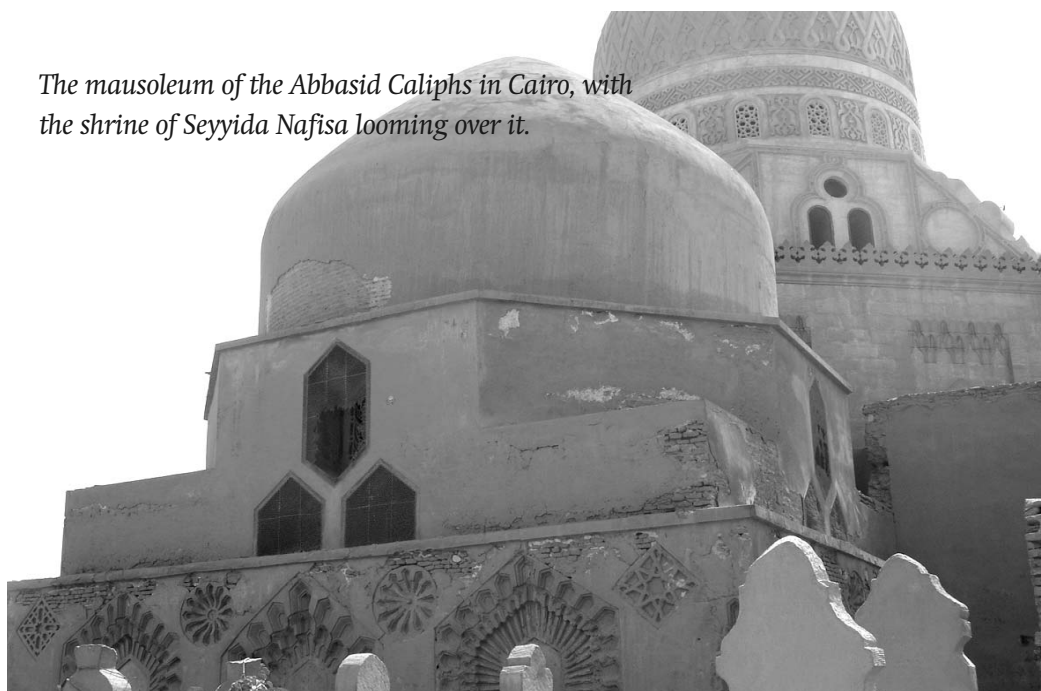 The mausoleum of the Abbasid Caliphs in Cairo, with
the shrine of Seyyida Nafisa looming over it.